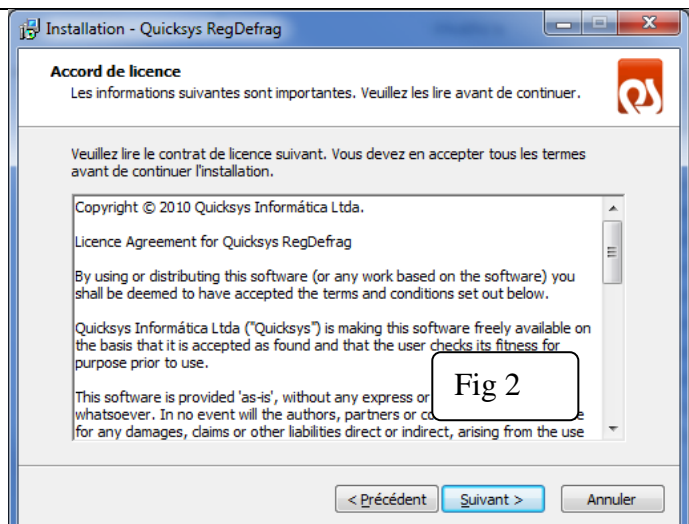 Installation - Quicksys RegDefrag
Accord de licence
Les informations suivantes sont importantes. Veuillez les lire avant de continuer.
Veuillez lire le contrat de licence suivant. Vous devez en accepter tous les termes
avant de continuer l'installation.
Copyright © 2010 Quicksys Informática Ltda.
Licence Agreement for Quicksys RegDefrag
By using or distributing this software (or any work based on the software) you
shall be deemed to have accepted the terms and conditions set out below.
Quicksys Informática Ltda ("Quicksys") is making this software freely available on
the basis that it is accepted as found and that the user checks its fitness for
purpose prior to use.
This software is provided 'as-is', without any express or
whatsoever. In no event will the authors, partners or
for any damages, claims or other liabilities direct or indirect, arising from the use
Fig 2
< Précédent
Suivant >
Annuler